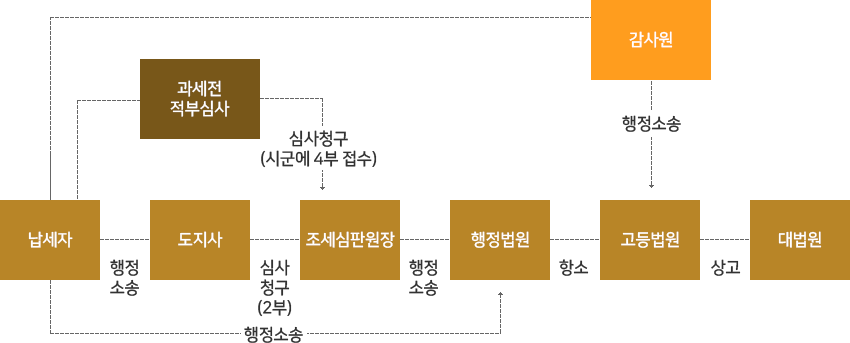 감사원
과세전
적부심사
행정소송
심사청구
(시군에 4부 접수)
납세자
도지사
조세심판원장
행정법원
고등법원
대법원
행정
소송
심사
청구
(2부)
행정
소송
항소
상고
행정소송